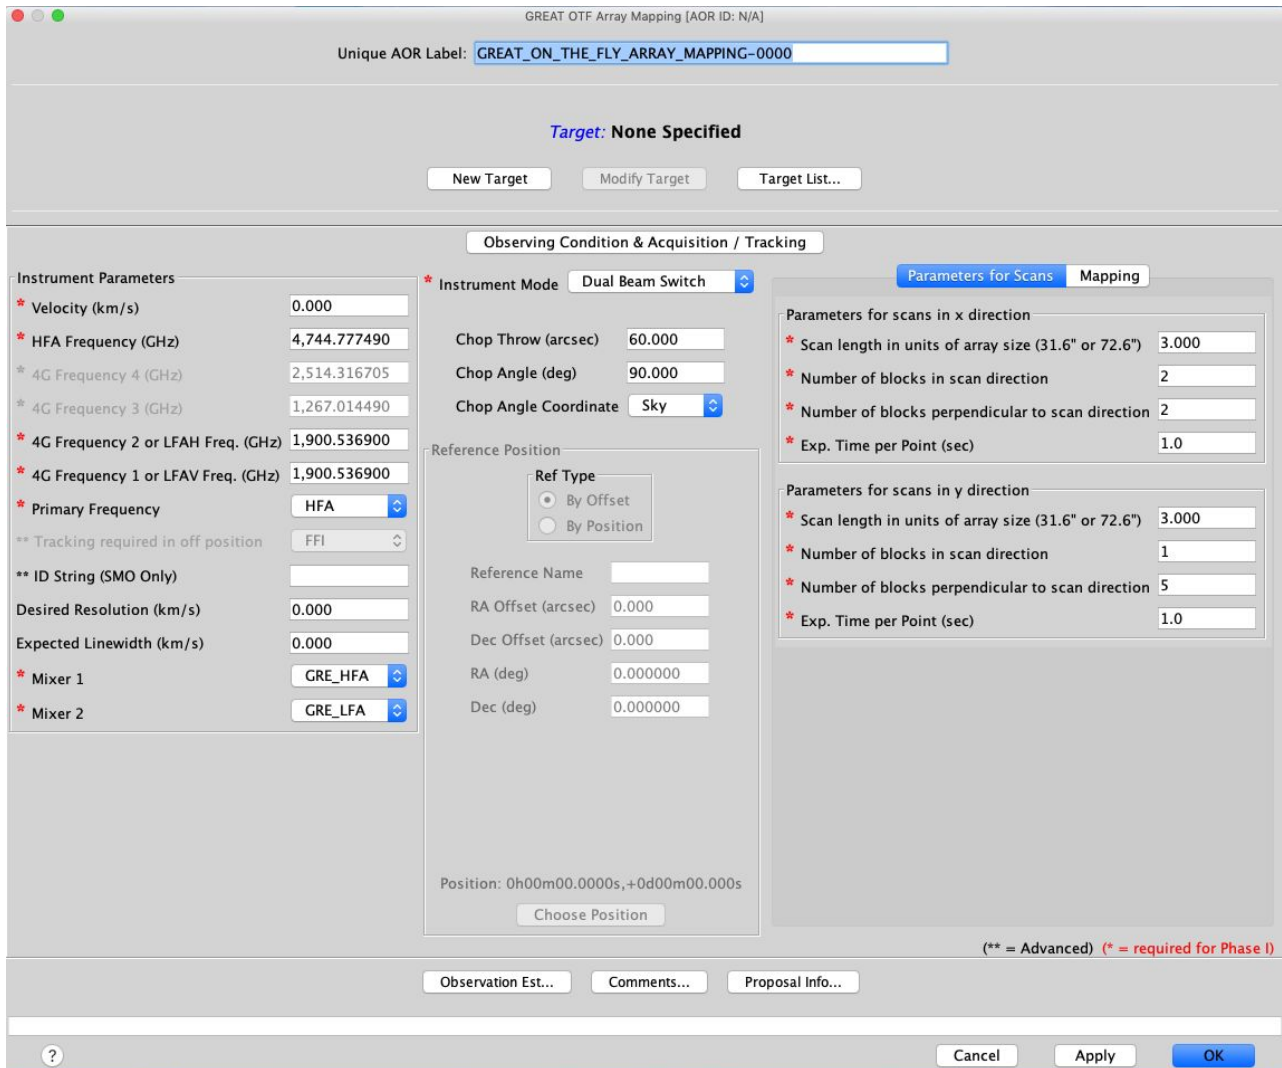 GREAT OTF Array Mapping [AOR ID: N/A]
Unique AOR Label: GREAT_ON_THE_FLY_ARRAY_MAPPING-0000
Target: None Specified
New Target Modify Target Target List...
Observing Condition & Acquisition / Tracking
Instrument Parameters
* Velocity (km/s) 0.000
* HFA Frequency (GHz) 4,744.777490
* 4G Frequency 4 (GHz) 2,514.316705
* 4G Frequency 3 (GHz) 1,267.014490
* 4G Frequency 2 or LFAH Freq. (GHz) 1,900.536900
* 4G Frequency 1 or LFAV Freq. (GHz) 1,900.536900
* Primary Frequency HFA
** Tracking required in off position FFI
** ID String (SMO Only)
Desired Resolution (km/s) 0.000
Expected Linewidth (km/s) 0.000
* Mixer 1 GRE_HFA
* Mixer 2 GRE_LFA
* Instrument Mode Dual Beam Switch
Chop Throw (arcsec) 60.000
Chop Angle (deg) 90.000
Chop Angle Coordinate Sky
Reference Position
Ref Type
By Offset
By Position
Reference Name
RA Offset (arcsec) 0.000
Dec Offset (arcsec) 0.000
RA (deg) 0.000000
Dec (deg) 0.000000
Position: 0h00m00.0000s,+0d00m00.000s
Choose Position
Parameters for Scans Mapping
Parameters for scans in x direction
* Scan length in units of array size (31.6" or 72.6") 3.000
* Number of blocks in scan direction 2
* Number of blocks perpendicular to scan direction 2
* Exp. Time per Point (sec) 1.0
Parameters for scans in y direction
* Scan length in units of array size (31.6" or 72.6") 3.000
* Number of blocks in scan direction 1
* Number of blocks perpendicular to scan direction 5
* Exp. Time per Point (sec) 1.0
(** = Advanced) (* = required for Phase I)
Observation Est... Comments... Proposal Info...
? Cancel Apply OK